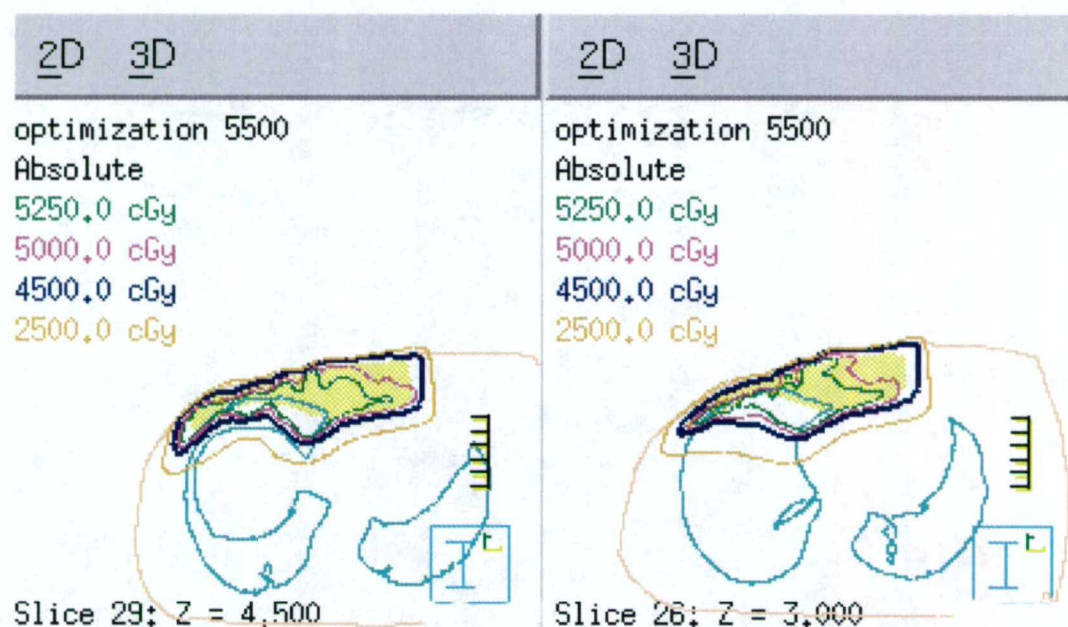 2D 3D
optimization 5500
Absolute
5250.0 cGy
5000.0 cGy
4500.0 cGy
2500.0 cGy
Slice 29: Z = 4.500
2D 3D
optimization 5500
Absolute
5250.0 cGy
5000.0 cGy
4500.0 cGy
2500.0 cGy
Slice 26: Z = 3.000